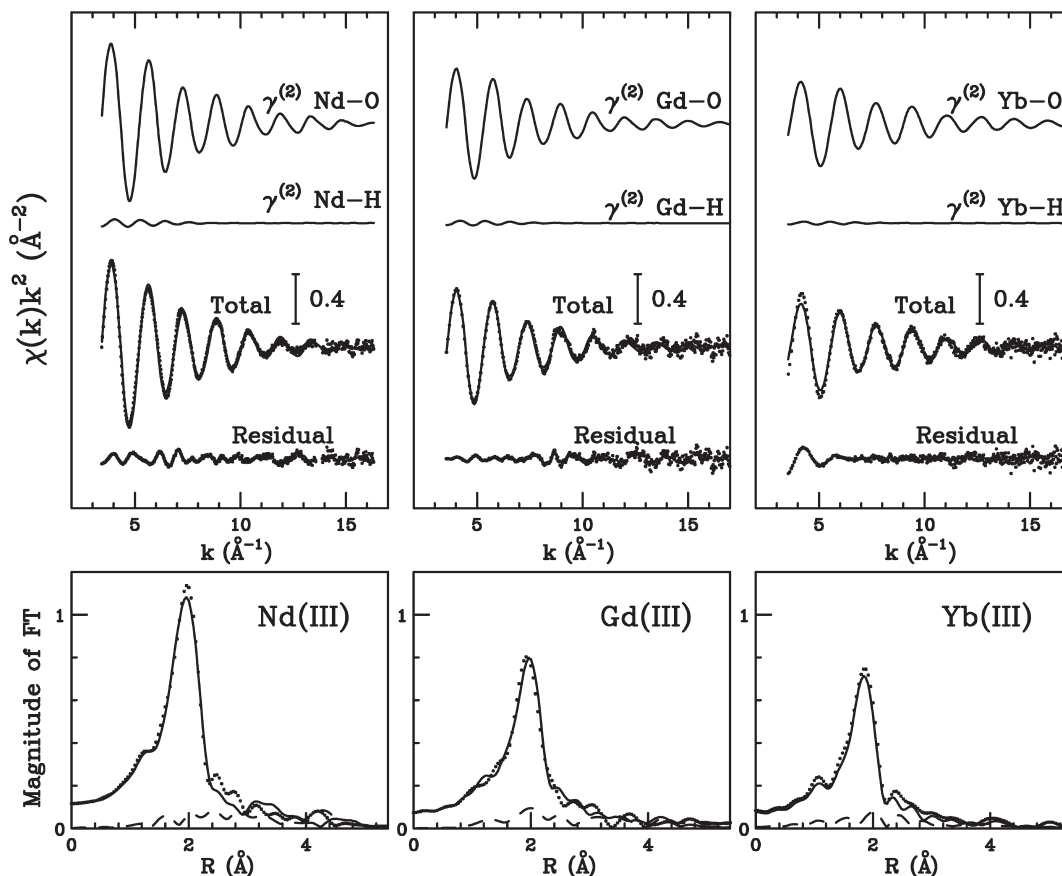 χ(k)k² (Å⁻²)
γ⁽²⁾ Nd−O
γ⁽²⁾ Nd−H
Total 0.4
Residual
5 10 15
k (Å⁻¹)
γ⁽²⁾ Gd−O
γ⁽²⁾ Gd−H
Total 0.4
Residual
5 10 15
k (Å⁻¹)
γ⁽²⁾ Yb−O
γ⁽²⁾ Yb−H
Total 0.4
Residual
5 10 15
k (Å⁻¹)
Magnitude of FT
Nd(III)
1
0
0 2 4
R (Å)
Gd(III)
1
0
0 2 4
R (Å)
Yb(III)
1
0
0 2 4
R (Å)